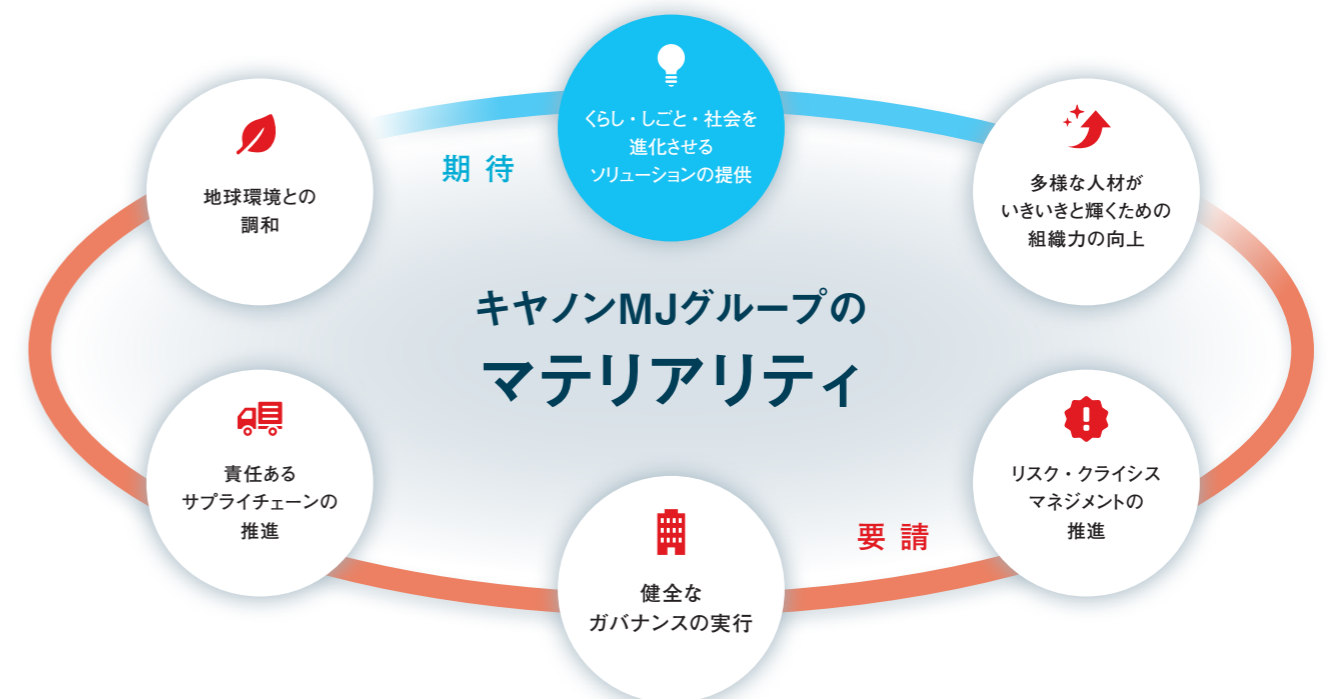 くらし・しごと・社会を
進化させる
ソリューションの提供
期待
地球環境との
調和
多様な人材が
いきいきと輝くための
組織力の向上
キヤノンMJグループの
マテリアリティ
責任ある
サプライチェーンの
推進
リスク・クライシス
マネジメントの
推進
要請
健全な
ガバナンスの実行